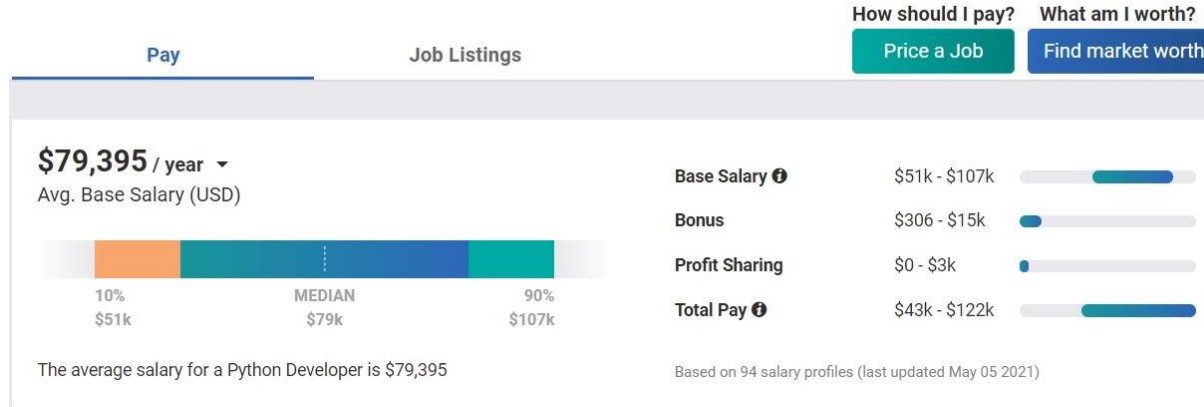 How should I pay? What am I worth?
Pay Job Listings Price a Job Find market worth
$79,395 / year
Avg. Base Salary (USD)
10% MEDIAN 90%
$51k $79k $107k
The average salary for a Python Developer is $79,395
Base Salary $51k - $107k
Bonus $306 - $15k
Profit Sharing $0 - $3k
Total Pay $43k - $122k
Based on 94 salary profiles (last updated May 05 2021)